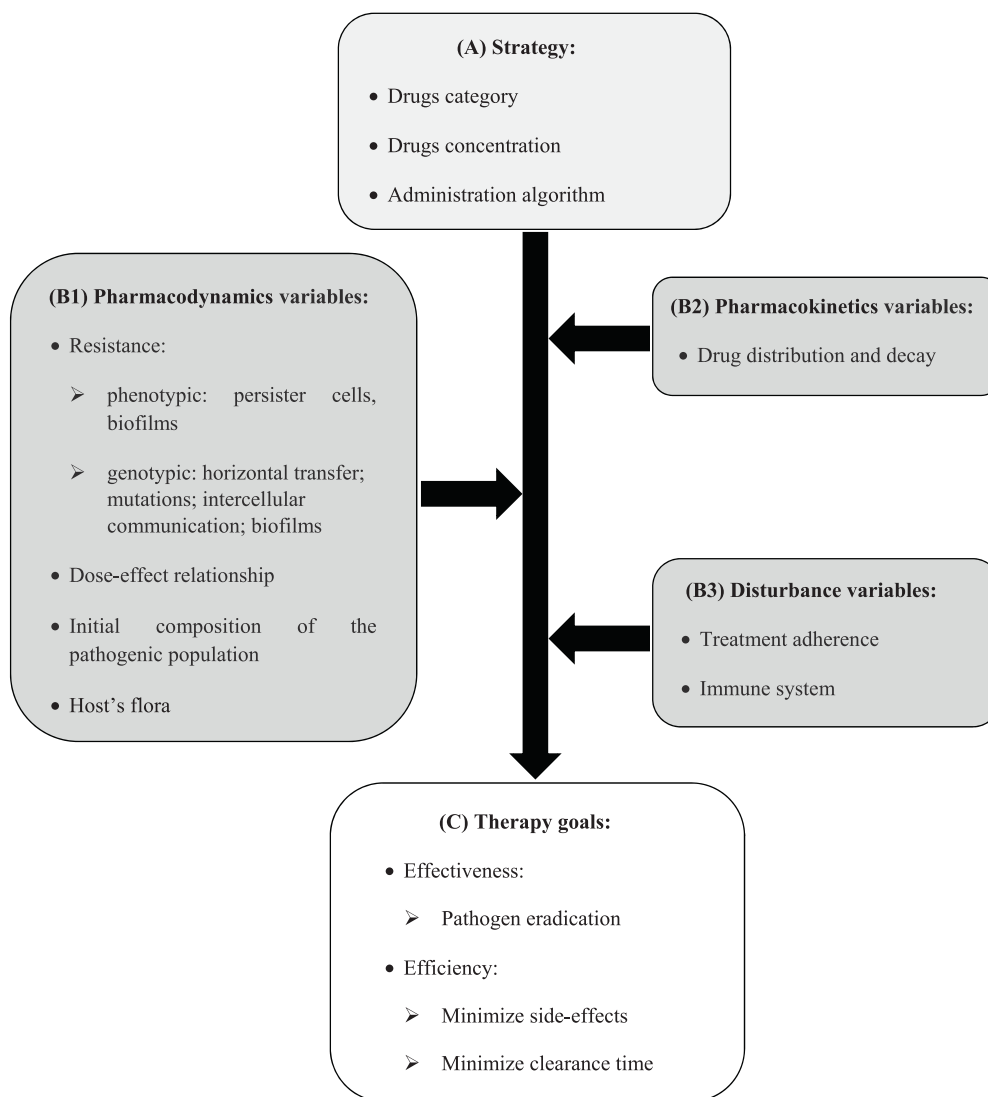 (A) Strategy:
• Drugs category
• Drugs concentration
• Administration algorithm
(B1) Pharmacodynamics variables:
• Resistance:
➢ phenotypic: persister cells,
biofilms
➢ genotypic: horizontal transfer;
mutations; intercellular
communication; biofilms
• Dose-effect relationship
• Initial composition of the
pathogenic population
• Host’s flora
(B2) Pharmacokinetics variables:
• Drug distribution and decay
(B3) Disturbance variables:
• Treatment adherence
• Immune system
(C) Therapy goals:
• Effectiveness:
➢ Pathogen eradication
• Efficiency:
➢ Minimize side-effects
➢ Minimize clearance time